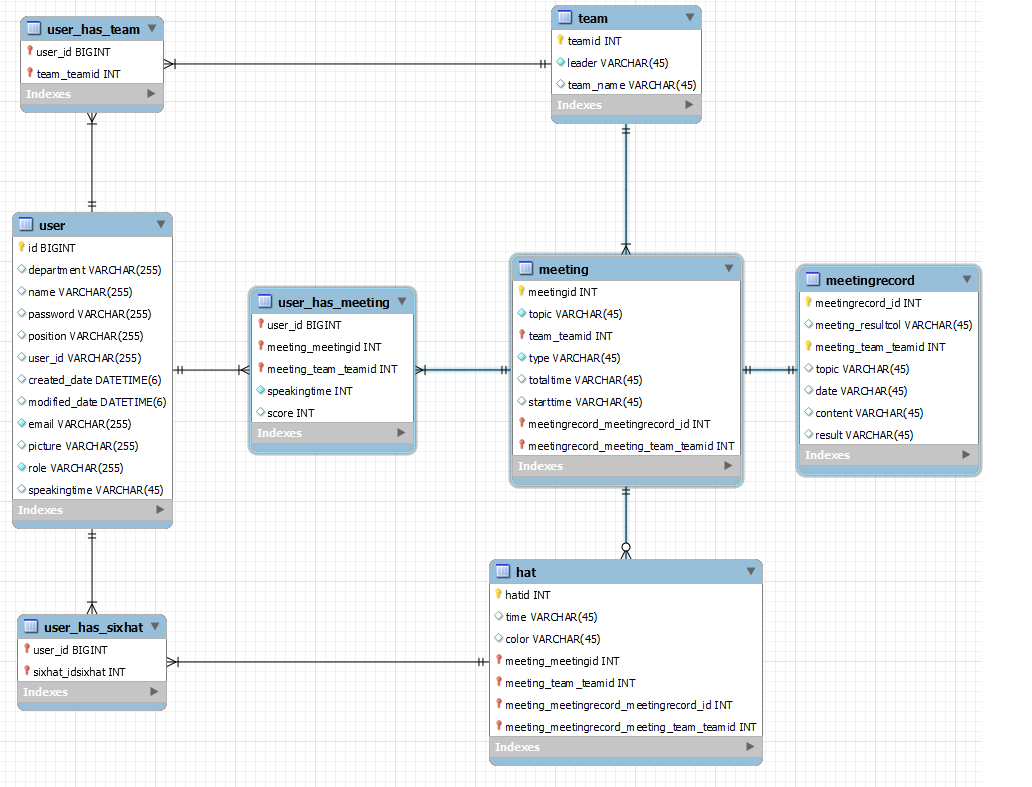 user_has_team
user_id BIGINT
team_teamid INT
Indexes
team
teamid INT
leader VARCHAR(45)
team_name VARCHAR(45)
Indexes
user
id BIGINT
department VARCHAR(255)
name VARCHAR(255)
password VARCHAR(255)
position VARCHAR(255)
user_id VARCHAR(255)
created_date DATETIME(6)
modified_date DATETIME(6)
email VARCHAR(255)
picture VARCHAR(255)
role VARCHAR(255)
speakingtime VARCHAR(45)
Indexes
user_has_meeting
user_id BIGINT
meeting_meetingid INT
meeting_team_teamid INT
speakingtime INT
score INT
Indexes
meeting
meetingid INT
topic VARCHAR(45)
team_teamid INT
type VARCHAR(45)
totaltime VARCHAR(45)
starttime VARCHAR(45)
meetingrecord_meetingrecord_id INT
meetingrecord_meeting_team_teamid INT
Indexes
meetingrecord
meetingrecord_id INT
meeting_resultcol VARCHAR(45)
meeting_team_teamid INT
topic VARCHAR(45)
date VARCHAR(45)
content VARCHAR(45)
result VARCHAR(45)
Indexes
user_has_sixhat
user_id BIGINT
sixhat_idsixhat INT
Indexes
hat
hatid INT
time VARCHAR(45)
color VARCHAR(45)
meeting_meetingid INT
meeting_team_teamid INT
meeting_meetingrecord_meetingrecord_id INT
meeting_meetingrecord_meeting_team_teamid INT
Indexes